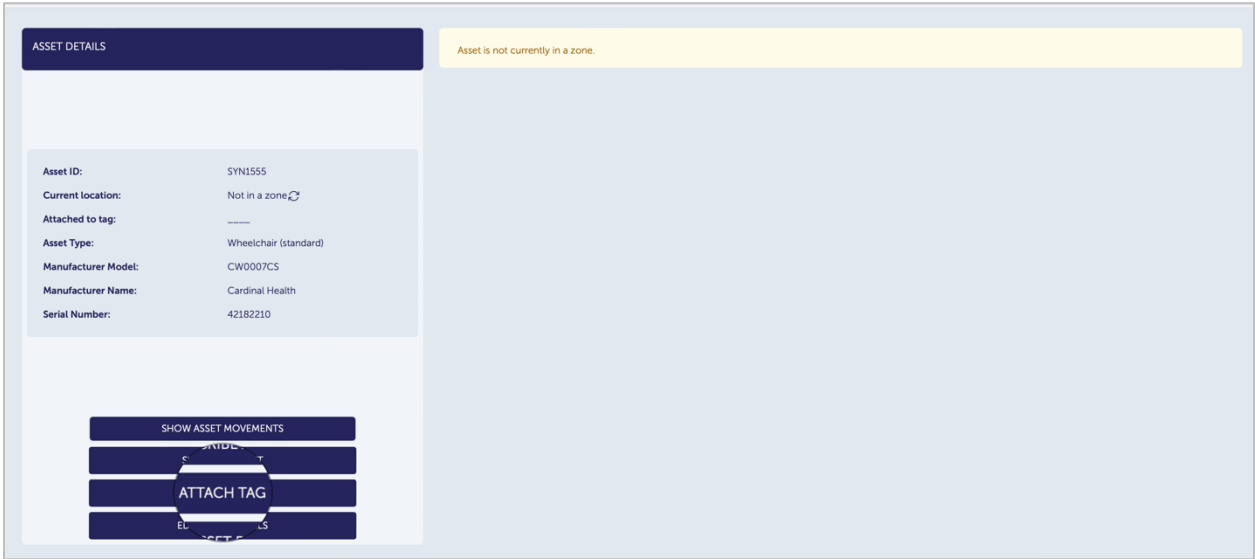 ASSET DETAILS
Asset is not currently in a zone.
Asset ID: SYN1555
Current location: Not in a zone
Attached to tag: ____
Asset Type: Wheelchair (standard)
Manufacturer Model: CW0007CS
Manufacturer Name: Cardinal Health
Serial Number: 42182210
SHOW ASSET MOVEMENTS
ATTACH TAG